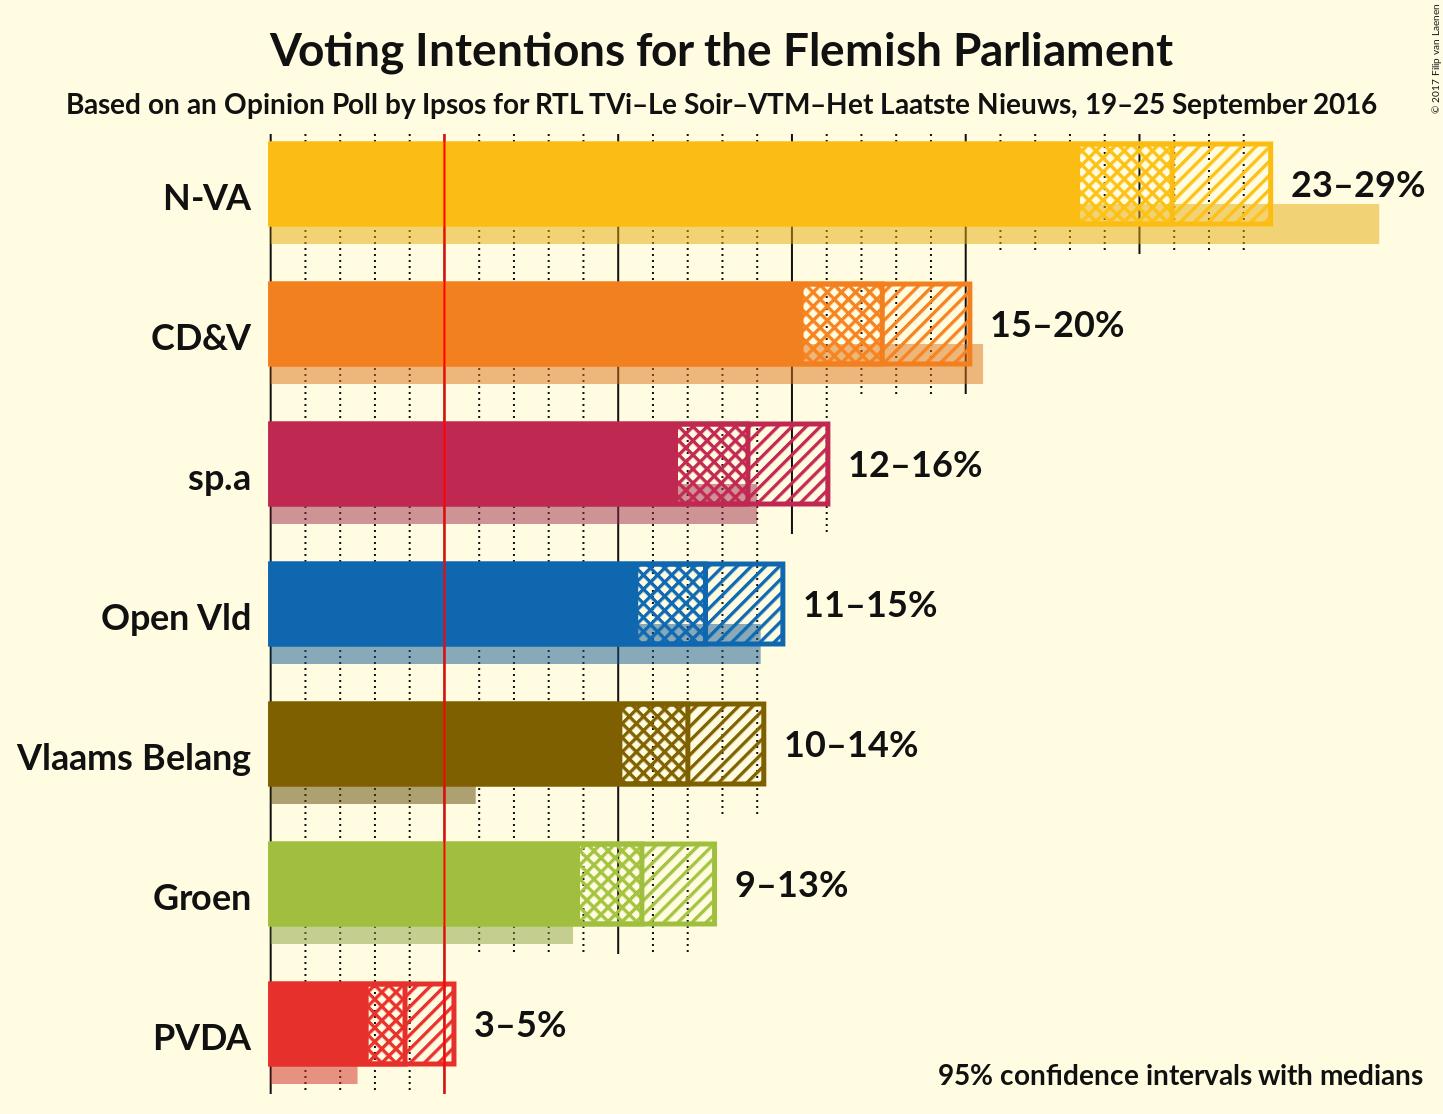 Voting Intentions for the Flemish Parliament
Based on an Opinion Poll by Ipsos for RTL TVi–Le Soir–VTM–Het Laatste Nieuws, 19–25 September 2016
© 2017 Filip van Laenen
N-VA 23–29%
CD&V 15–20%
sp.a 12–16%
Open Vld 11–15%
Vlaams Belang 10–14%
Groen 9–13%
PVDA 3–5%
95% confidence intervals with medians